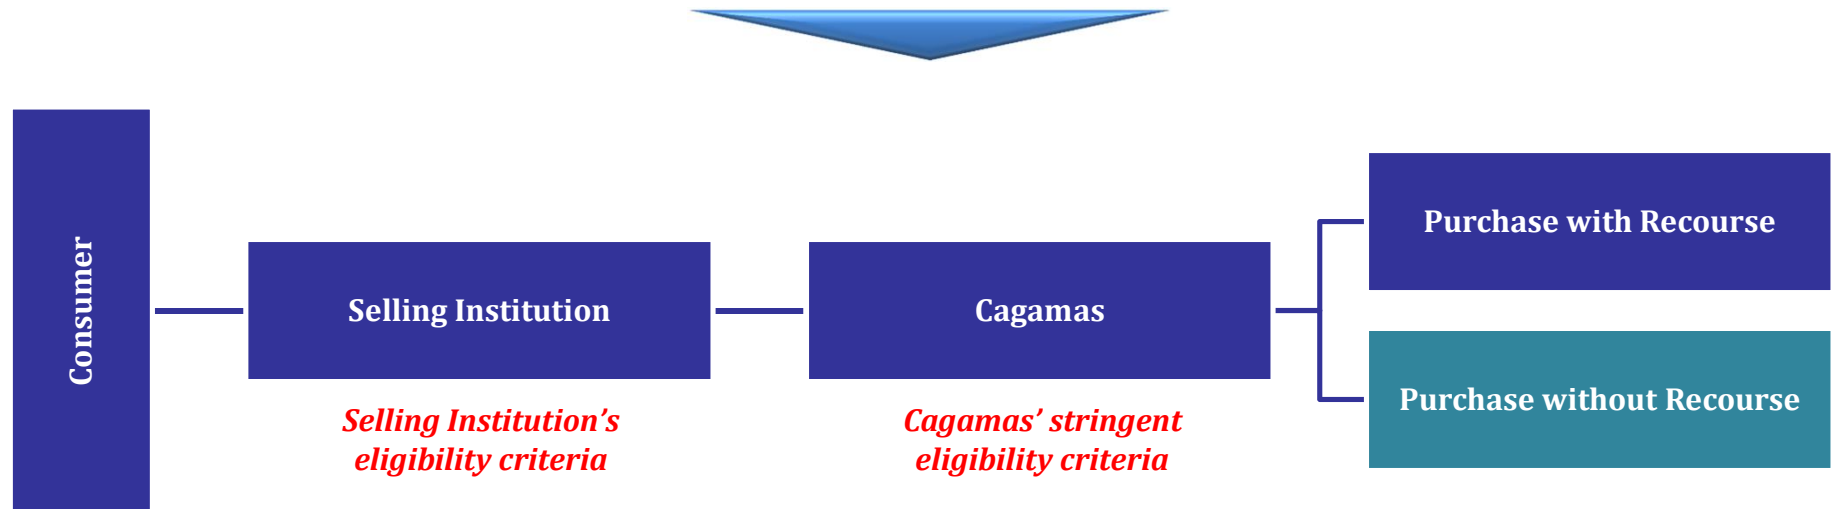 Consumer
Selling Institution
Selling Institution’s
eligibility criteria
Cagamas
Cagamas’ stringent
eligibility criteria
Purchase with Recourse
Purchase without Recourse